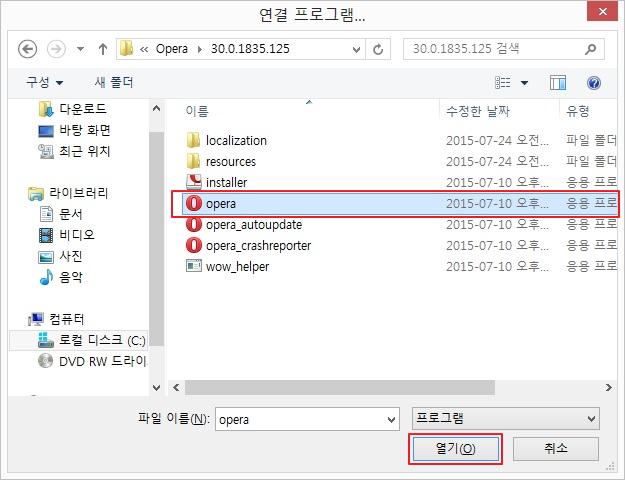 연결 프로그램...
« Opera 30.0.1835.125
30.0.1835.125 검색
구성 새 폴더
다운로드
바탕 화면
최근 위치
라이브러리
문서
비디오
사진
음악
컴퓨터
로컬 디스크 (C:)
DVD RW 드라이
이름 수정한 날짜 유형
localization 2015-07-24 오전... 파일 폴더
resources 2015-07-24 오전... 파일 폴더
installer 2015-07-10 오후... 응용 프로
opera 2015-07-10 오후... 응용 프로
opera_autoupdate 2015-07-10 오후... 응용 프로
opera_crashreporter 2015-07-10 오후... 응용 프로
wow_helper 2015-07-10 오후... 응용 프로
파일 이름(N): opera 프로그램
열기(O) 취소